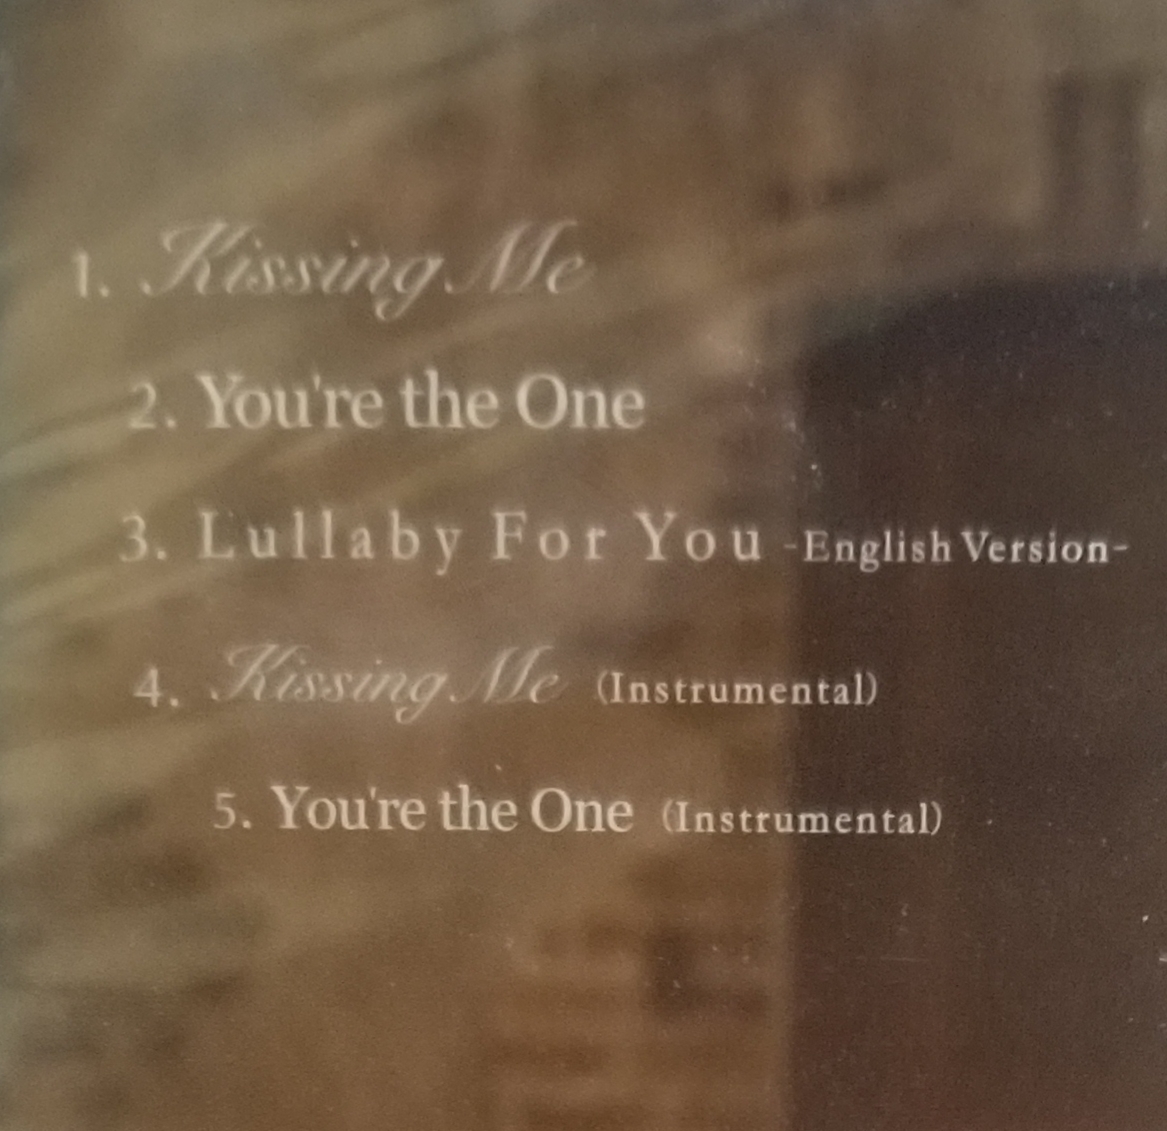 1. Kissing Me
2. You're the One
3. Lullaby For You -English Version-
4. Kissing Me (Instrumental)
5. You're the One (Instrumental)